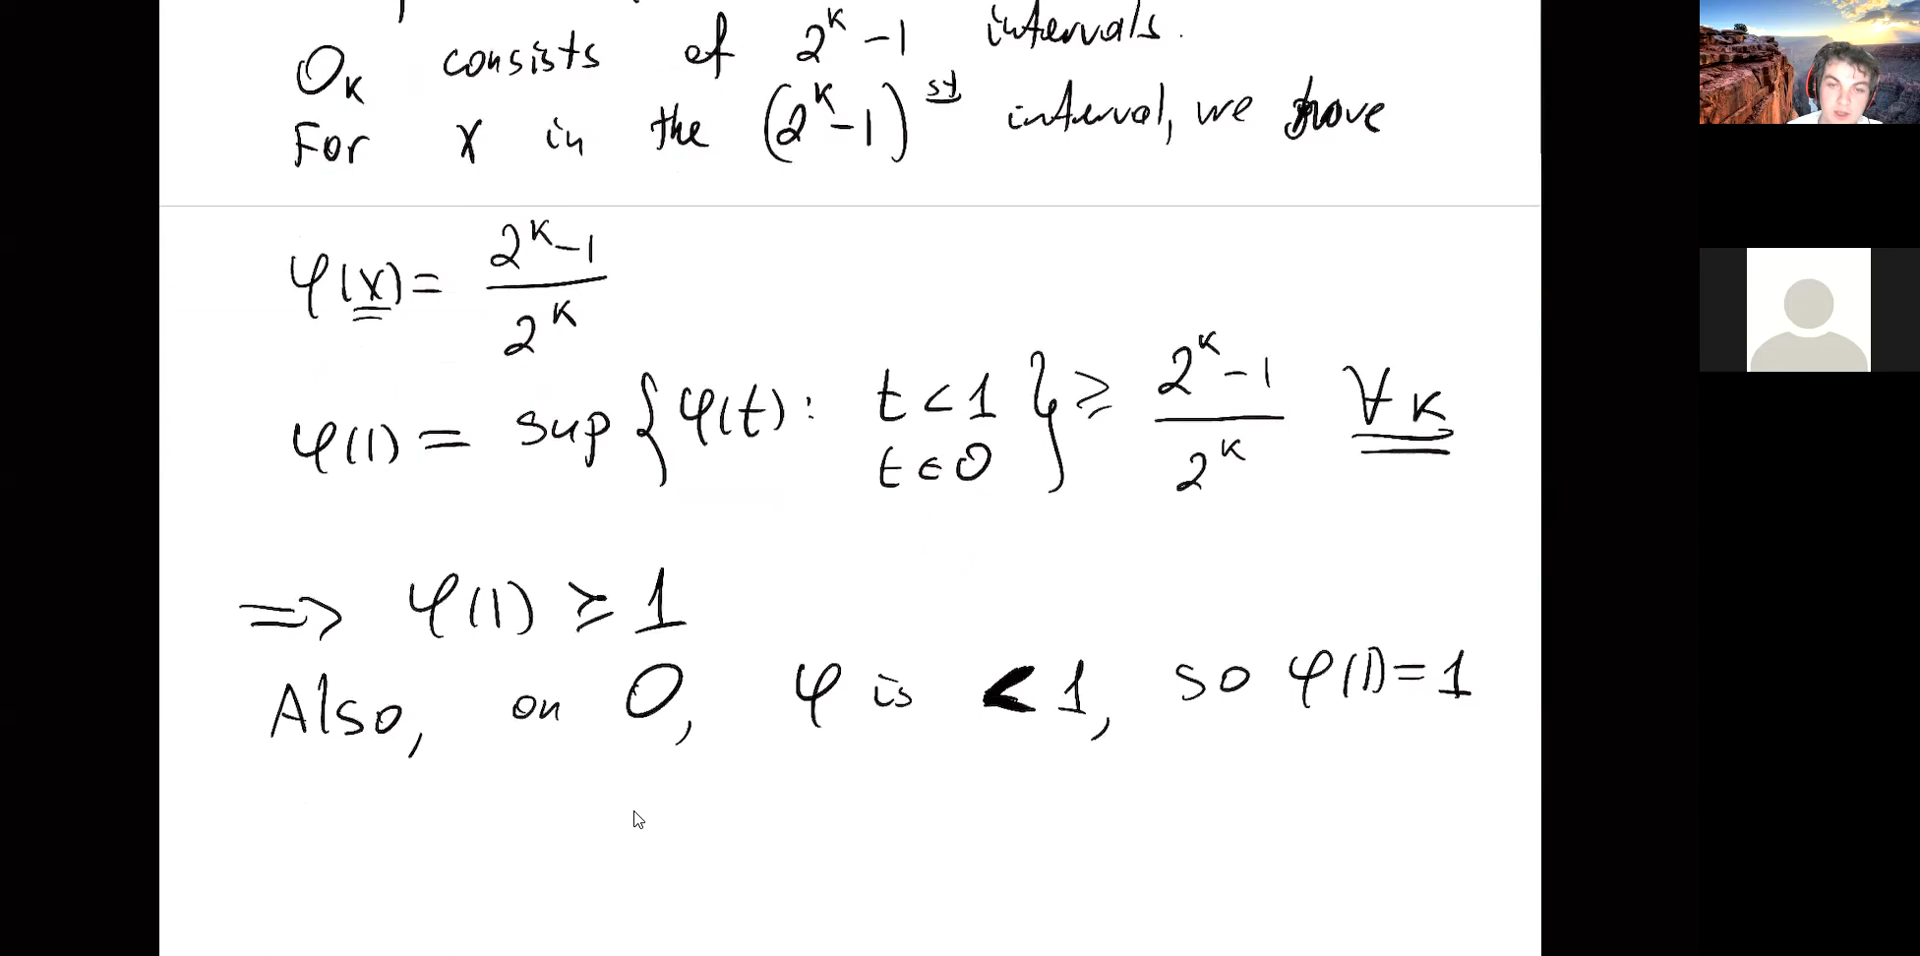 O_K consists of 2^K - 1 intervals.
For x in the (2^K - 1)^st interval, we have
φ(x) = (2^K - 1) / 2^K
φ(1) = sup { φ(t) : t < 1, t ∈ O } ≥ (2^K - 1) / 2^K ∀ K
⇒ φ(1) ≥ 1
Also, on O, φ is < 1, so φ(1) = 1